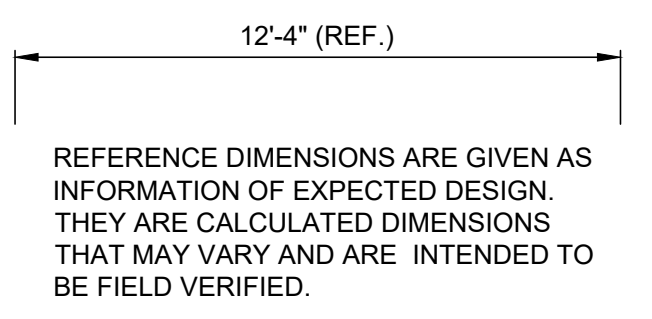 12'-4" (REF.)
REFERENCE DIMENSIONS ARE GIVEN AS
INFORMATION OF EXPECTED DESIGN.
THEY ARE CALCULATED DIMENSIONS
THAT MAY VARY AND ARE INTENDED TO
BE FIELD VERIFIED.